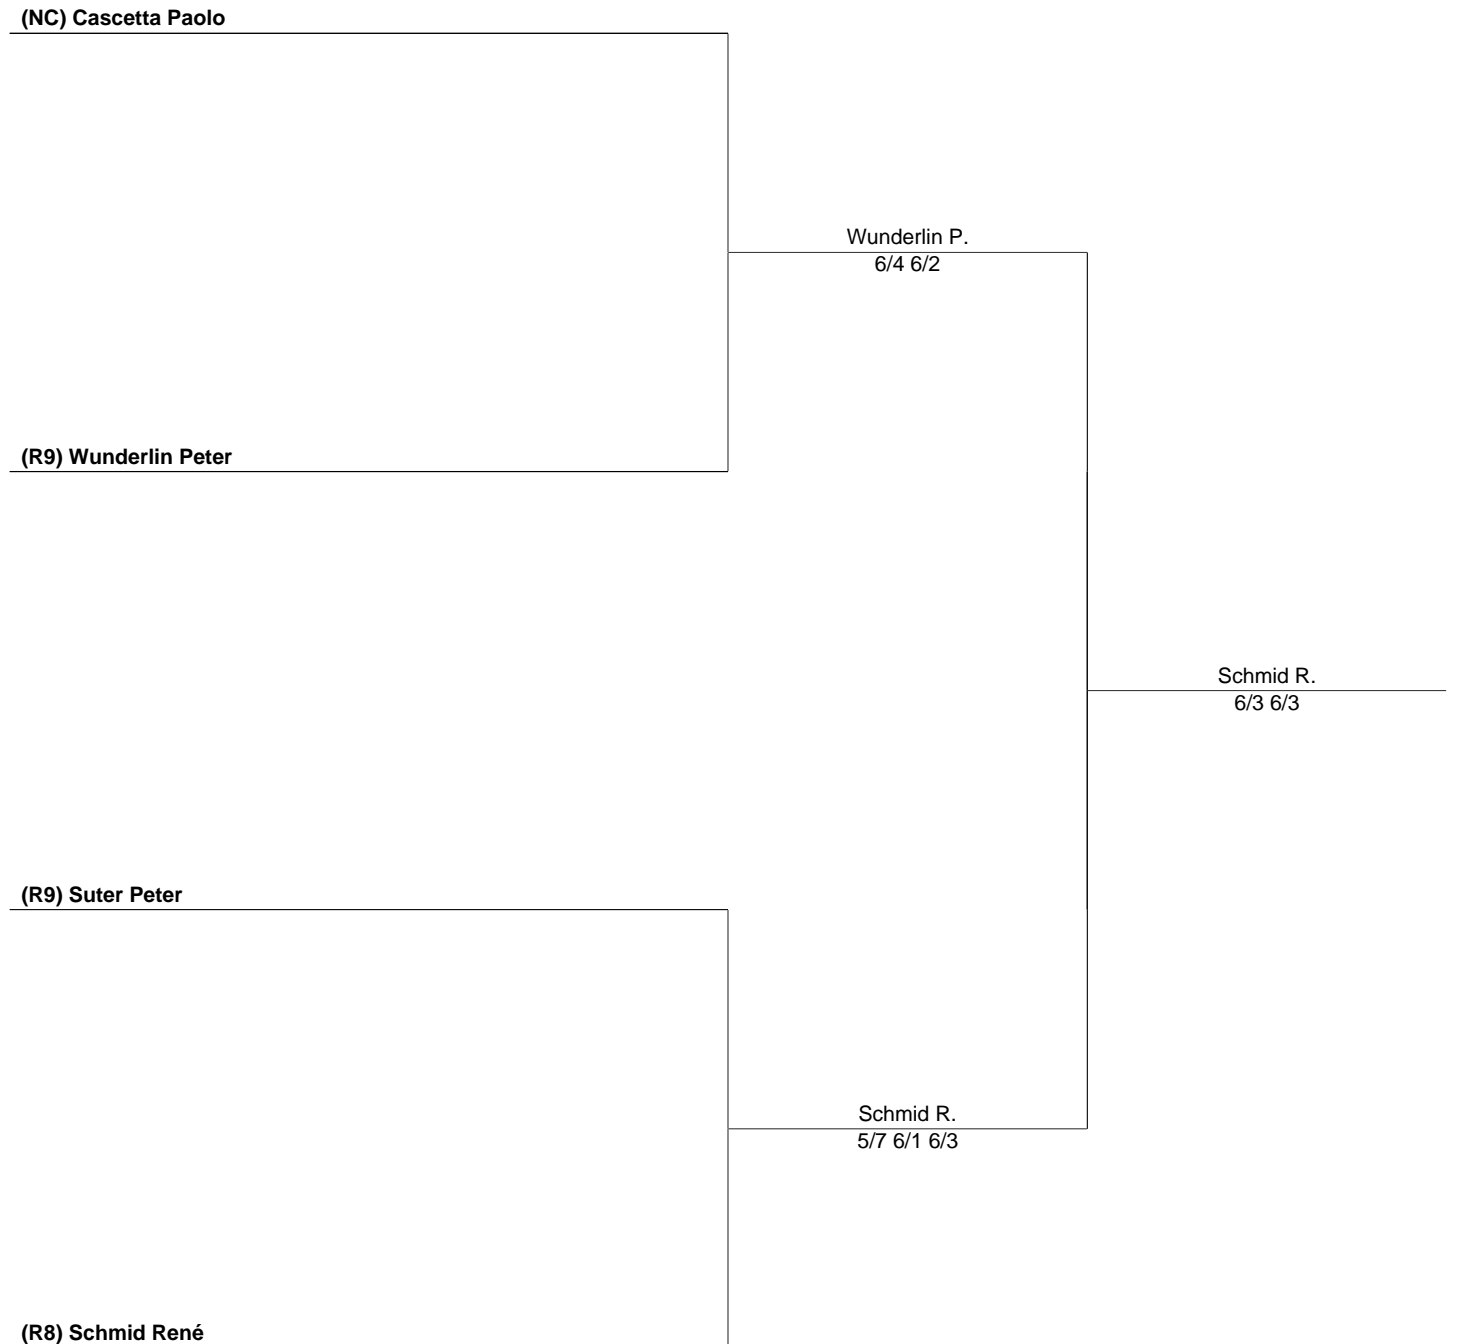 (NC) Cascetta Paolo
Wunderlin P.
6/4 6/2
(R9) Wunderlin Peter
Schmid R.
6/3 6/3
(R9) Suter Peter
Schmid R.
5/7 6/1 6/3
(R8) Schmid René